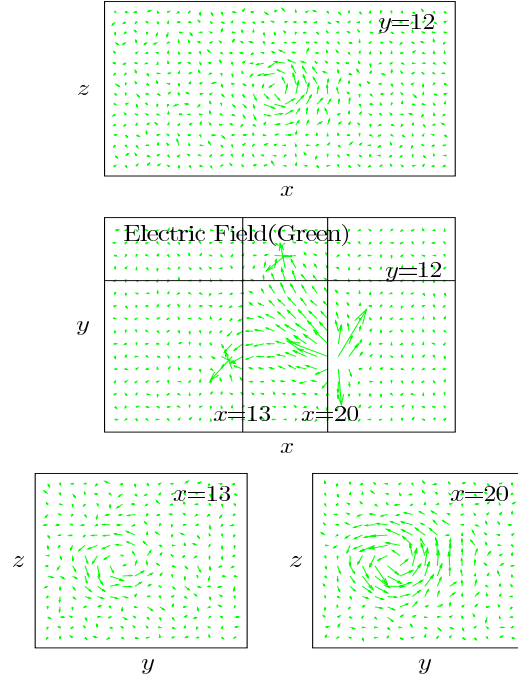 y=12
z
x
Electric Field(Green)
y=12
y
x=13 x=20
x
x=13 x=20
z z
y y